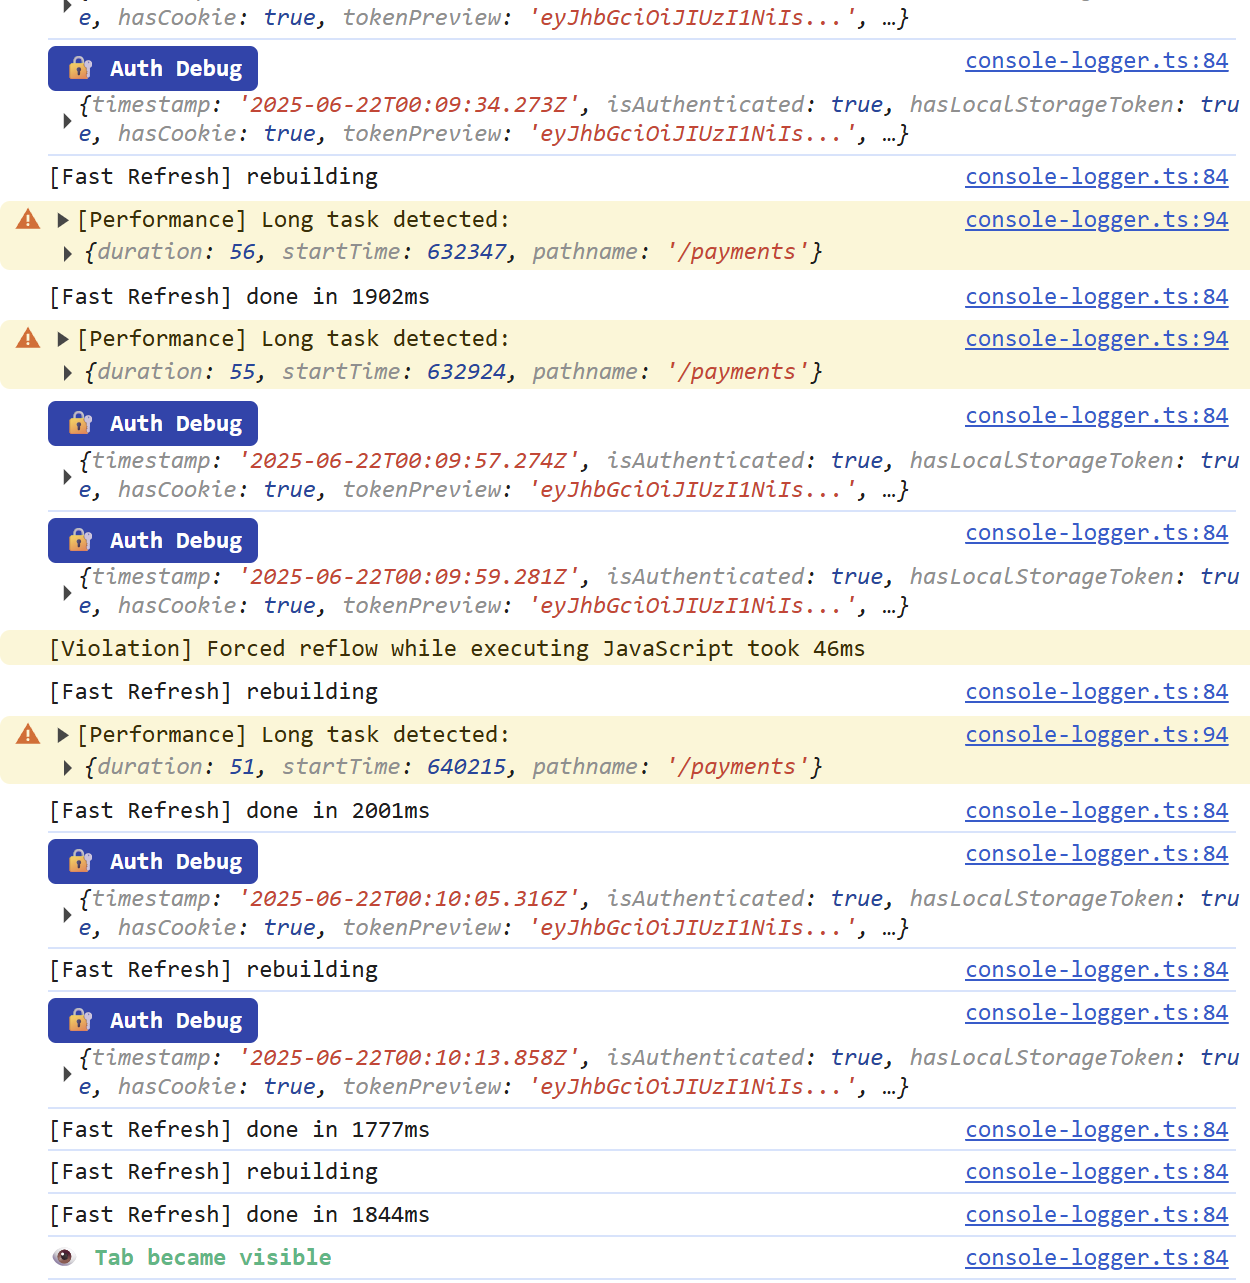 e, hasCookie: true, tokenPreview: 'eyJhbGciOiJIUzI1NiIs...', …}
Auth Debug console-logger.ts:84
{timestamp: '2025-06-22T00:09:34.273Z', isAuthenticated: true, hasLocalStorageToken: tru
e, hasCookie: true, tokenPreview: 'eyJhbGciOiJIUzI1NiIs...', …}
[Fast Refresh] rebuilding console-logger.ts:84
[Performance] Long task detected: console-logger.ts:94
{duration: 56, startTime: 632347, pathname: '/payments'}
[Fast Refresh] done in 1902ms console-logger.ts:84
[Performance] Long task detected: console-logger.ts:94
{duration: 55, startTime: 632924, pathname: '/payments'}
Auth Debug console-logger.ts:84
{timestamp: '2025-06-22T00:09:57.274Z', isAuthenticated: true, hasLocalStorageToken: tru
e, hasCookie: true, tokenPreview: 'eyJhbGciOiJIUzI1NiIs...', …}
Auth Debug console-logger.ts:84
{timestamp: '2025-06-22T00:09:59.281Z', isAuthenticated: true, hasLocalStorageToken: tru
e, hasCookie: true, tokenPreview: 'eyJhbGciOiJIUzI1NiIs...', …}
[Violation] Forced reflow while executing JavaScript took 46ms
[Fast Refresh] rebuilding console-logger.ts:84
[Performance] Long task detected: console-logger.ts:94
{duration: 51, startTime: 640215, pathname: '/payments'}
[Fast Refresh] done in 2001ms console-logger.ts:84
Auth Debug console-logger.ts:84
{timestamp: '2025-06-22T00:10:05.316Z', isAuthenticated: true, hasLocalStorageToken: tru
e, hasCookie: true, tokenPreview: 'eyJhbGciOiJIUzI1NiIs...', …}
[Fast Refresh] rebuilding console-logger.ts:84
Auth Debug console-logger.ts:84
{timestamp: '2025-06-22T00:10:13.858Z', isAuthenticated: true, hasLocalStorageToken: tru
e, hasCookie: true, tokenPreview: 'eyJhbGciOiJIUzI1NiIs...', …}
[Fast Refresh] done in 1777ms console-logger.ts:84
[Fast Refresh] rebuilding console-logger.ts:84
[Fast Refresh] done in 1844ms console-logger.ts:84
Tab became visible console-logger.ts:84